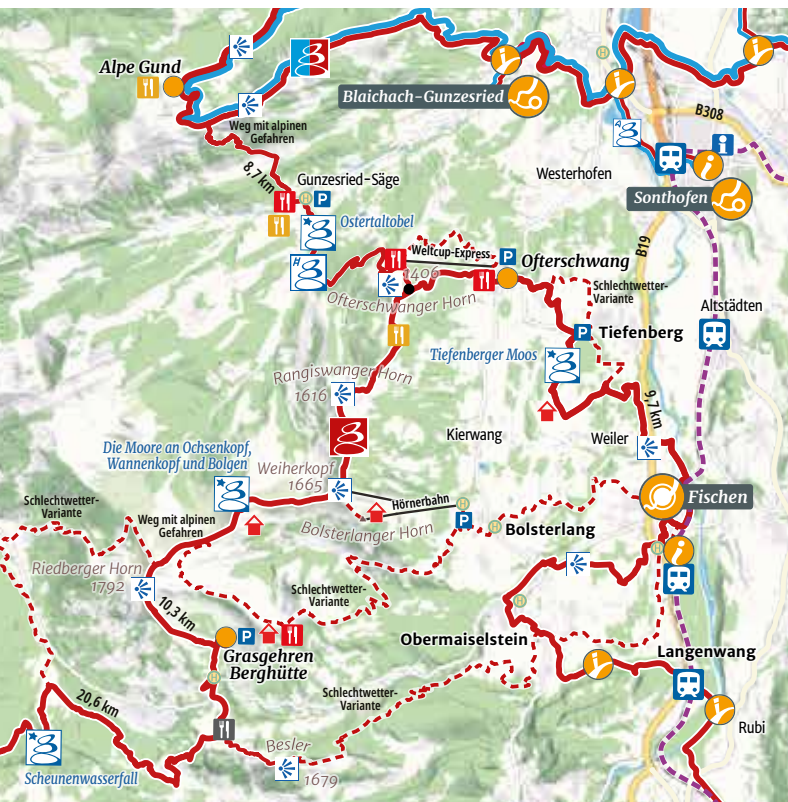 Alpe Gund
Blaichach–Gunzesried
B308
Weg mit alpinen
Gefahren
8,7 km
Gunzesried–Säge
P
H
Westerhofen
Sonthofen
Ostertaltobel
Weltcup-Express
P
Ofterschwang
B19
1406
Ofterschwanger Horn
Schlechtwetter-
Variante
Altstädten
P
Tiefenberg
Tiefenberger Moos
Rangiswanger Horn
1616
9,7 km
Kierwang
Weiler
Die Moore an Ochsenkopf,
Wannenkopf und Bolgen
Weiherkopf
1665
Hörnerbahn
Fischen
Schlechtwetter-
Variante
Weg mit alpinen
Gefahren
H
P
H
Bolsterlang
Bolsterlanger Horn
Riedberger Horn
1792
Schlechtwetter-
Variante
H
10,3 km
H
P
Obermaiselstein
Grasgehren
Berghütte
Langenwang
H
Schlechtwetter-
Variante
20,6 km
Rubi
Besler
1679
Scheunenwasserfall